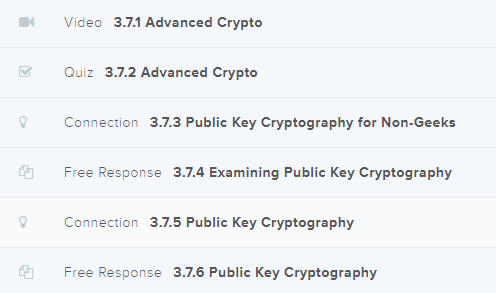 Video 3.7.1 Advanced Crypto
Quiz 3.7.2 Advanced Crypto
Connection 3.7.3 Public Key Cryptography for Non-Geeks
Free Response 3.7.4 Examining Public Key Cryptography
Connection 3.7.5 Public Key Cryptography
Free Response 3.7.6 Public Key Cryptography